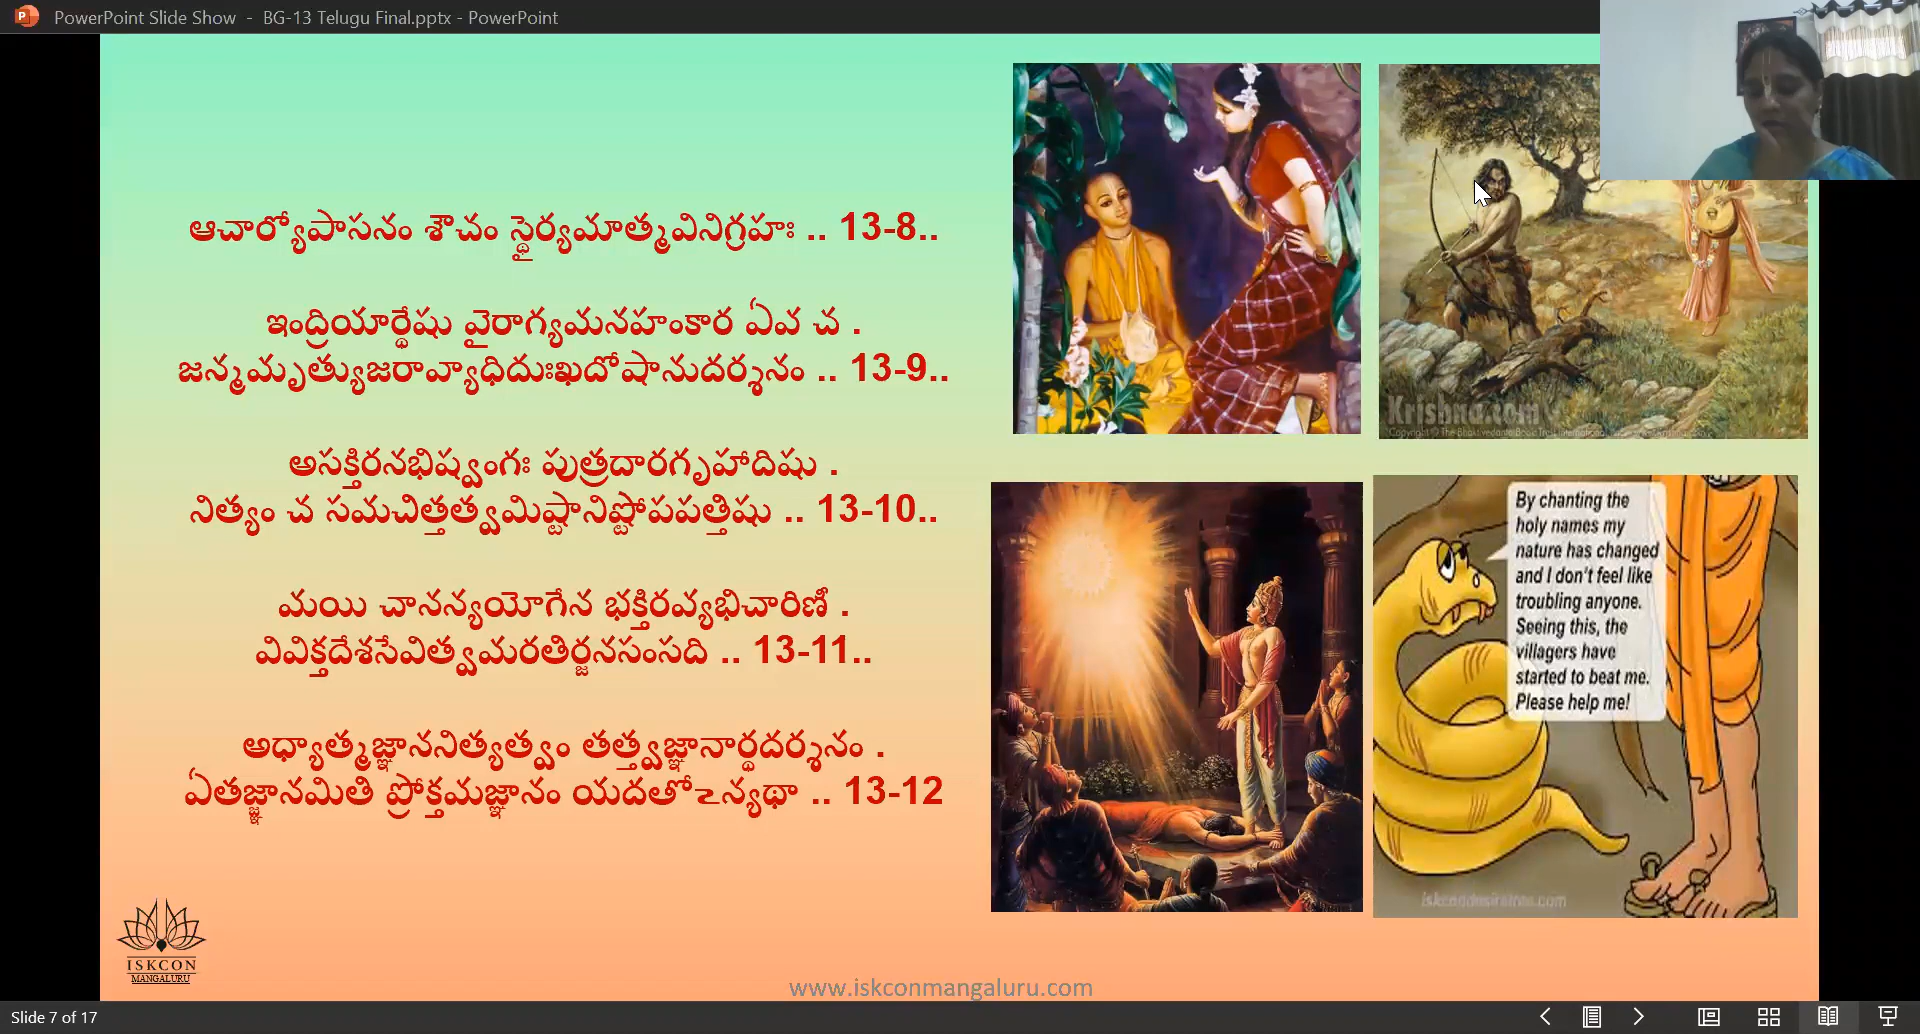 PowerPoint Slide Show - BG-13 Telugu Final.pptx - PowerPoint
ఆచార్యోపాసనం శౌచం స్థైర్యమాత్మవినిగ్రహః .. 13-8..
ఇంద్రియార్థేషు వైరాగ్యమనహంకార ఏవ చ .
జన్మమృత్యుజరావ్యాధిదుఃఖదోషానుదర్శనం .. 13-9..
అసక్తిరనభిష్వంగః పుత్రదారగృహాదిషు .
నిత్యం చ సమచిత్తత్వమిష్టానిష్టోపపత్తిషు .. 13-10..
మయి చానన్యయోగేన భక్తిరవ్యభిచారిణీ .
వివిక్తదేశసేవిత్వమరతిర్జనసంసది .. 13-11..
అధ్యాత్మజ్ఞాననిత్యత్వం తత్త్వజ్ఞానార్థదర్శనం .
ఏతజ్జ్ఞానమితి ప్రోక్తమజ్ఞానం యదతోఽన్యథా .. 13-12
Krishna.com
By chanting the
holy names my
nature has changed
and I don't feel like
troubling anyone.
Seeing this, the
villagers have
started to beat me.
Please help me!
iskcondesiretree.com
ISKCON
MANGALURU
www.iskconmangaluru.com
Slide 7 of 17